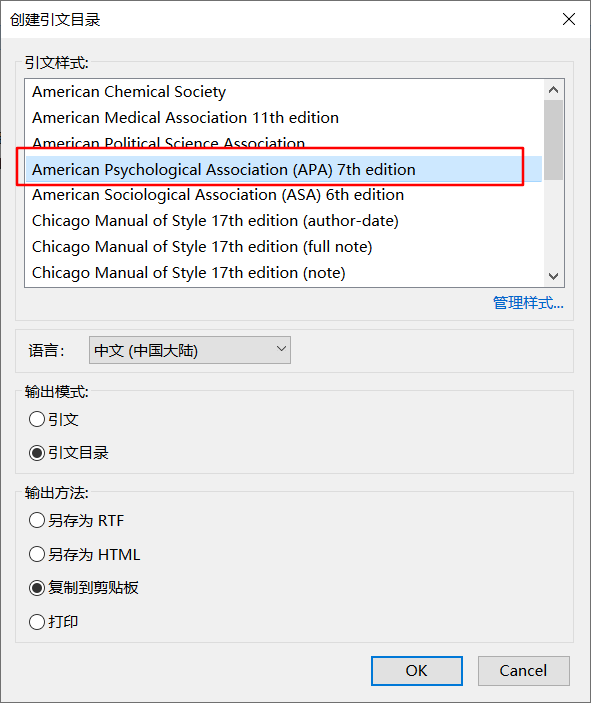 创建引文目录
引文样式:
American Chemical Society
American Medical Association 11th edition
American Political Science Association
American Psychological Association (APA) 7th edition
American Sociological Association (ASA) 6th edition
Chicago Manual of Style 17th edition (author-date)
Chicago Manual of Style 17th edition (full note)
Chicago Manual of Style 17th edition (note)
管理样式...
语言: 中文 (中国大陆)
输出模式:
引文
引文目录
输出方法:
另存为 RTF
另存为 HTML
复制到剪贴板
打印
OK Cancel